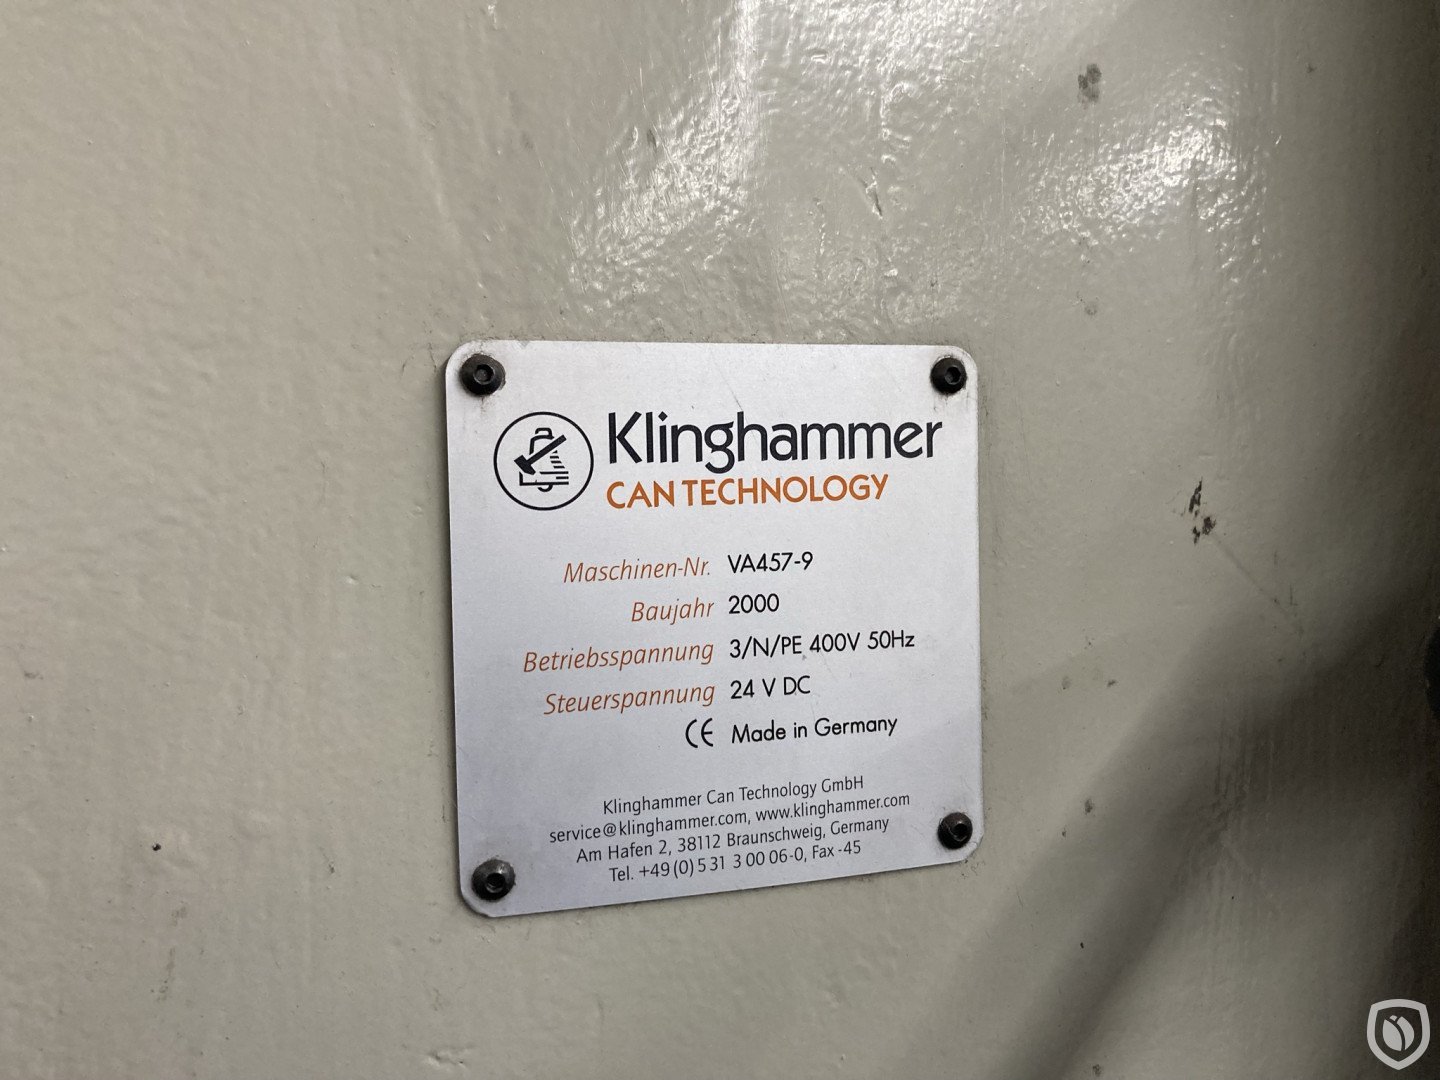 Klinghammer
CAN TECHNOLOGY
Maschinen-Nr. VA457-9
Baujahr 2000
Betriebsspannung 3/N/PE 400V 50Hz
Steuerspannung 24 V DC
CE Made in Germany
Klinghammer Can Technology GmbH
service@klinghammer.com, www.klinghammer.com
Am Hafen 2, 38112 Braunschweig, Germany
Tel. +49(0)531 3 00 06-0, Fax-45